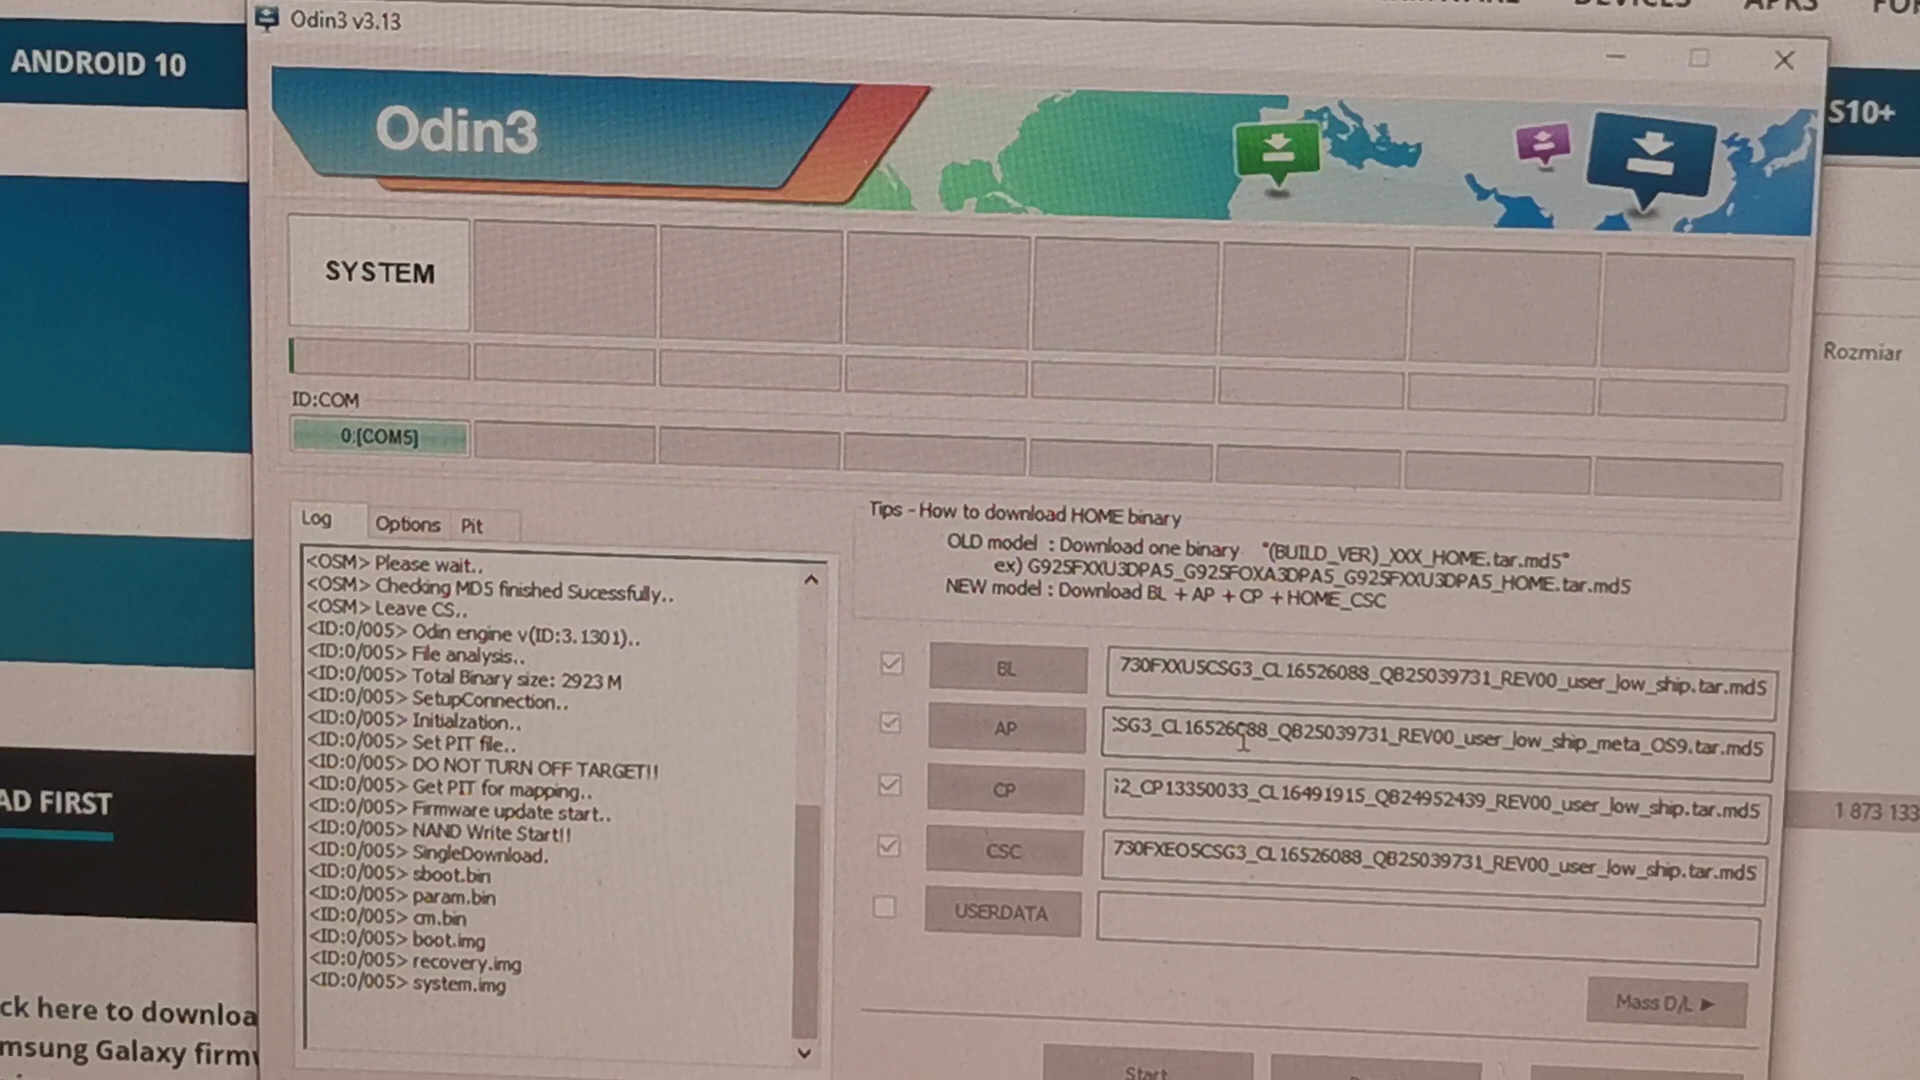 Odin3 v3.13
ANDROID 10
S10+
Odin3
SYSTEM
Rozmiar
ID:COM
0:[COM5]
Log
Options
Pit
Tips - How to download HOME binary
OLD model : Download one binary "(BUILD_VER)_XXX_HOME.tar.md5"
ex) G925FXXU3DPA5_G925FOXA3DPA5_G925FXXU3DPA5_HOME.tar.md5
NEW model : Download BL + AP + CP + HOME_CSC
<OSM> Please wait..
<OSM> Checking MD5 finished Sucessfully..
<OSM> Leave CS..
<ID:0/005> Odin engine v(ID:3.1301)..
<ID:0/005> File analysis..
<ID:0/005> Total Binary size: 2923 M
<ID:0/005> SetupConnection..
<ID:0/005> Initialzation..
<ID:0/005> Set PIT file..
<ID:0/005> DO NOT TURN OFF TARGET!!
<ID:0/005> Get PIT for mapping..
<ID:0/005> Firmware update start..
<ID:0/005> NAND Write Start!!
<ID:0/005> SingleDownload.
<ID:0/005> sboot.bin
<ID:0/005> param.bin
<ID:0/005> cm.bin
<ID:0/005> boot.img
<ID:0/005> recovery.img
<ID:0/005> system.img
BL
730FXXU5CSG3_CL16526088_QB25039731_REV00_user_low_ship.tar.md5
AP
SG3_CL16526088_QB25039731_REV00_user_low_ship_meta_OS9.tar.md5
CP
i2_CP13350033_CL16491915_QB24952439_REV00_user_low_ship.tar.md5
CSC
730FXEO5CSG3_CL16526088_QB25039731_REV00_user_low_ship.tar.md5
USERDATA
Mass D/L ►
Start
AD FIRST
1 873 133
ck here to downloa
msung Galaxy firm